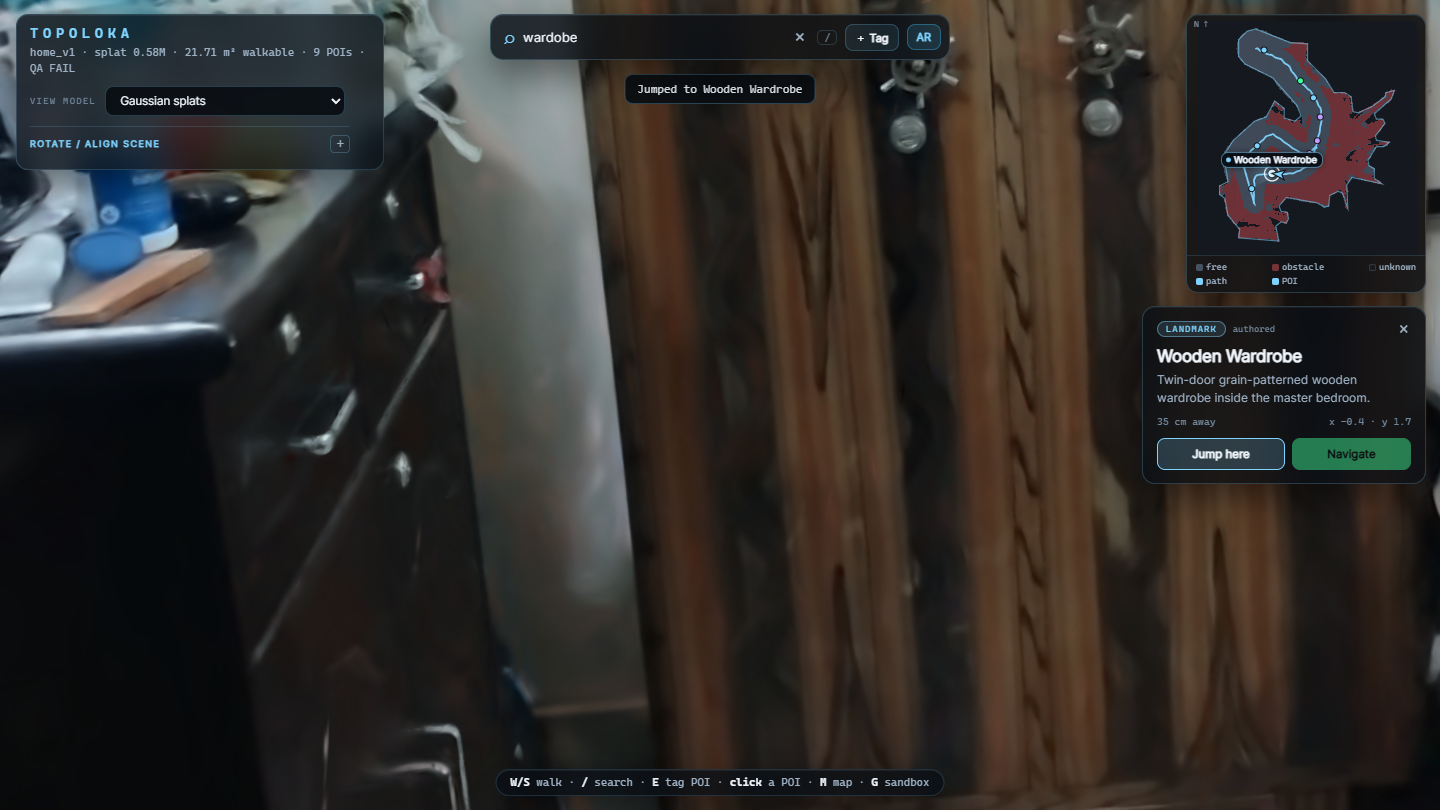 TOPOLOKA
home_v1 · splat 0.58M · 21.71 m² walkable · 9 POIs ·
QA FAIL
VIEW MODEL Gaussian splats
ROTATE / ALIGN SCENE +
wardobe × / + Tag AR
Jumped to Wooden Wardrobe
N ↑
Wooden Wardrobe
free obstacle unknown
path POI
LANDMARK authored ×
Wooden Wardrobe
Twin-door grain-patterned wooden
wardrobe inside the master bedroom.
35 cm away x −0.4 · y 1.7
Jump here Navigate
W/S walk · / search · E tag POI · click a POI · M map · G sandbox